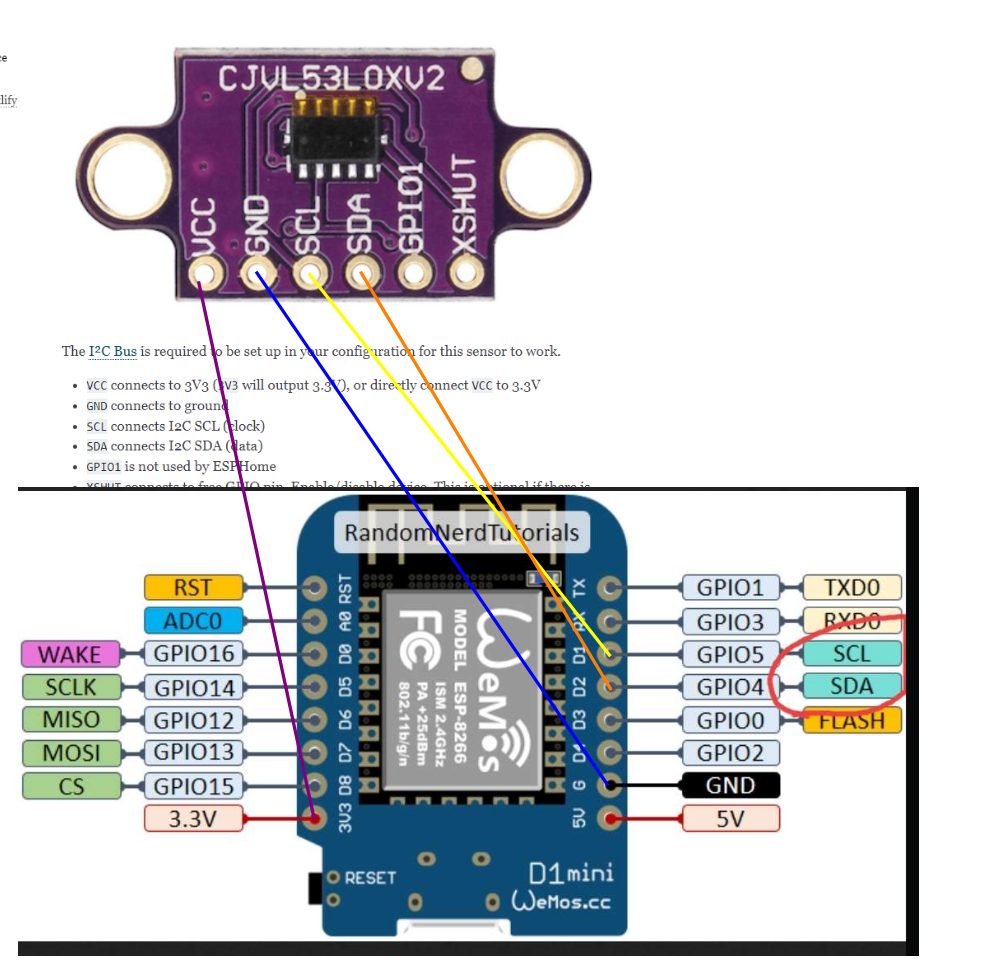 ce
dify
CJVL53L0XV2
VCC
GND
SCL
SDA
GPIO1
XSHUT
The I²C Bus is required to be set up in your configuration for this sensor to work.
VCC connects to 3V3 (3V3 will output 3.3V), or directly connect VCC to 3.3V
GND connects to ground
SCL connects I2C SCL (clock)
SDA connects I2C SDA (data)
GPIO1 is not used by ESPHome
XSHUT connects to free GPIO pin. Enable/disable device. This is optional if there is
RandomNerdTutorials
RST RST TX GPIO1 TXD0
ADC0 A0 RX GPIO3 RXD0
WAKE GPIO16 D0 D1 GPIO5 SCL
SCLK GPIO14 D5 D2 GPIO4 SDA
MISO GPIO12 D6 D3 GPIO0 FLASH
MOSI GPIO13 D7 D4 GPIO2
CS GPIO15 D8 G GND
3.3V 3V3 5V 5V
WeMos
MODEL ESP-8266
ISM 2.4GHz
PA +25dBm
802.11b/g/n
FC
RESET
D1mini
WeMos.cc